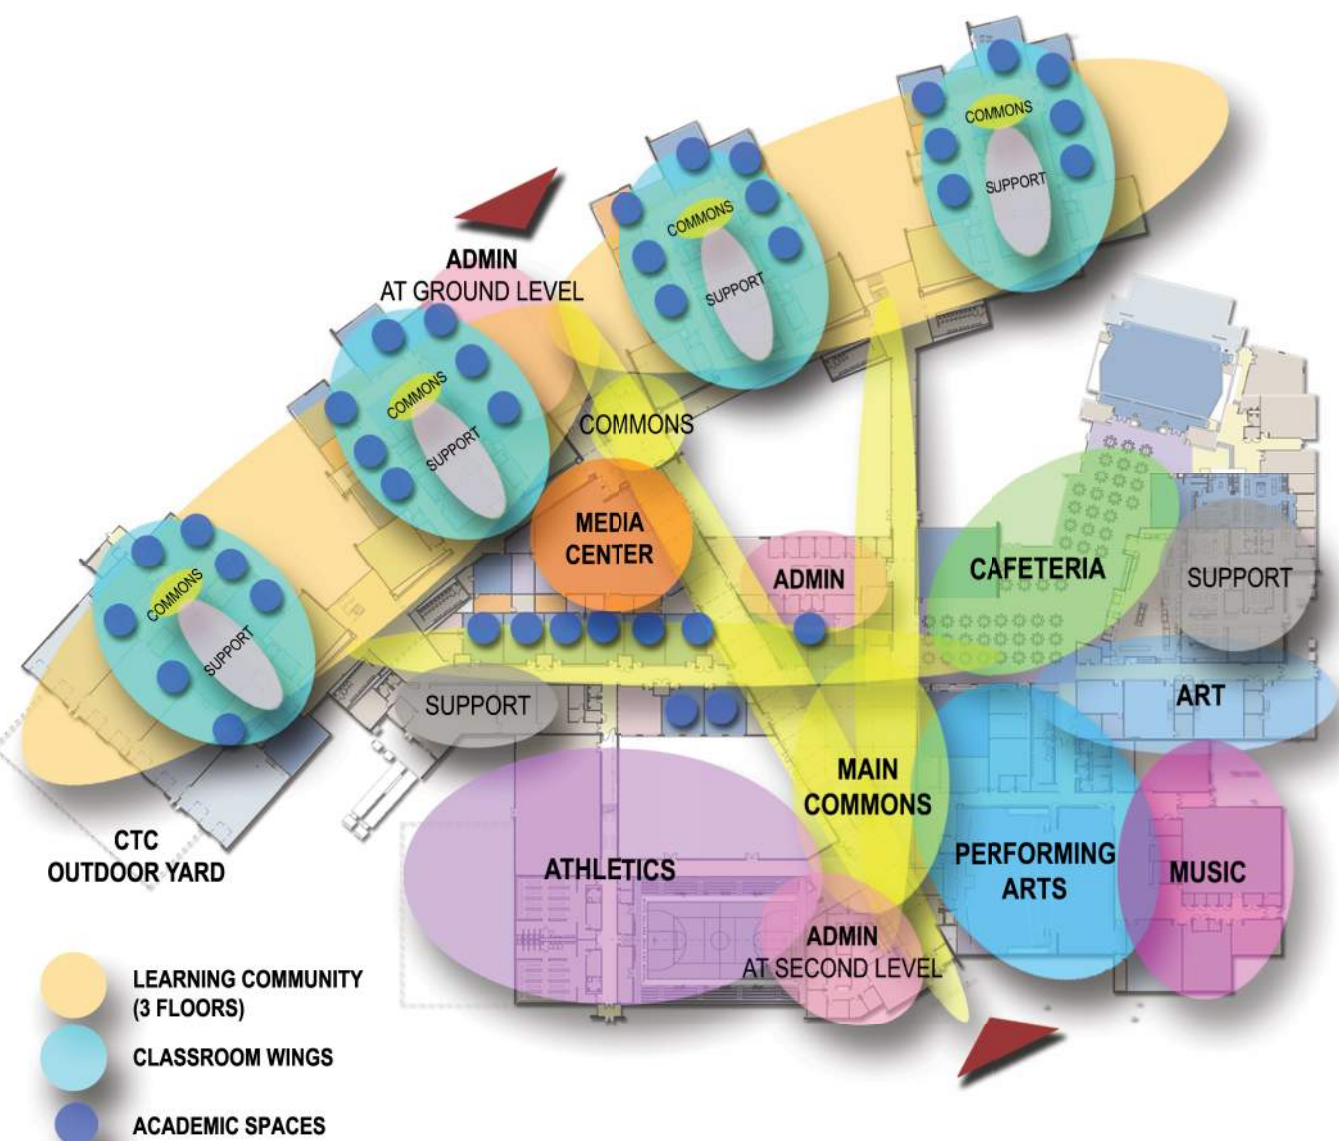 COMMONS
SUPPORT
COMMONS
SUPPORT
ADMIN
AT GROUND LEVEL
COMMONS
SUPPORT
COMMONS
MEDIA
CENTER
ADMIN
CAFETERIA
SUPPORT
COMMONS
SUPPORT
SUPPORT
ART
MAIN
COMMONS
ATHLETICS
PERFORMING
ARTS
MUSIC
CTC
OUTDOOR YARD
ADMIN
AT SECOND LEVEL
LEARNING COMMUNITY
(3 FLOORS)
CLASSROOM WINGS
ACADEMIC SPACES